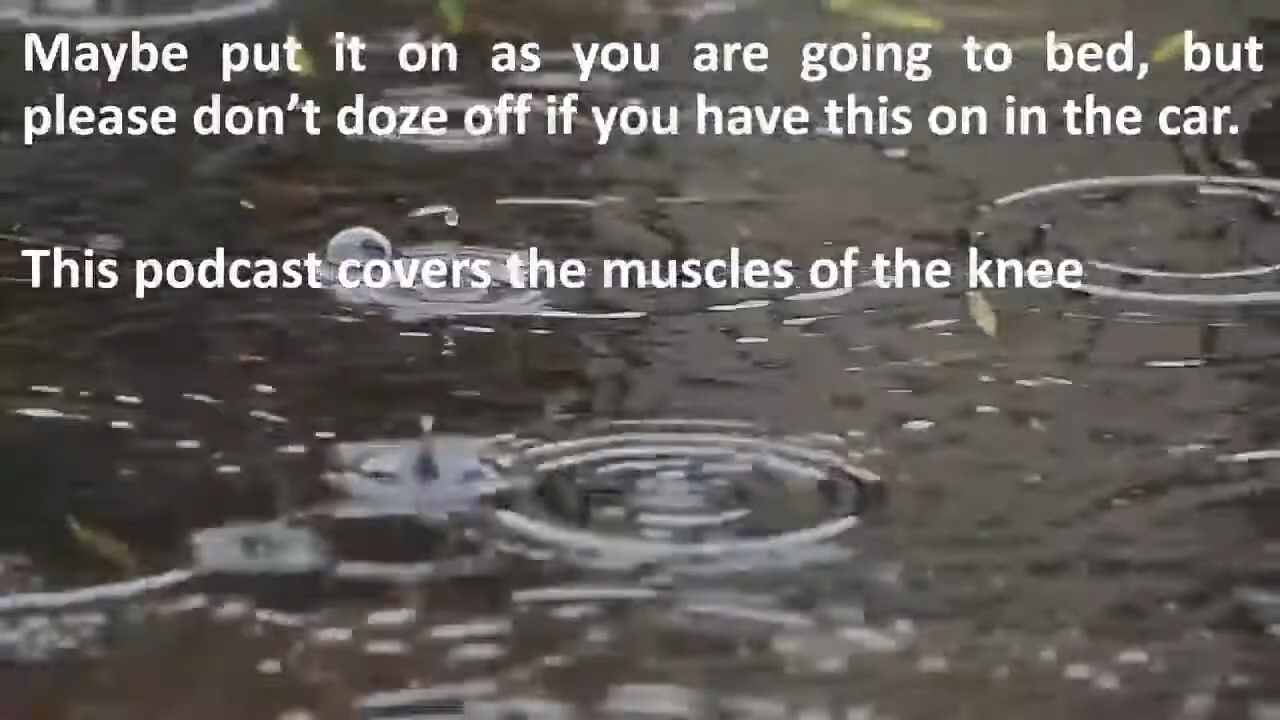 Maybe put it on as you are going to bed, but
please don’t doze off if you have this on in the car.
This podcast covers the muscles of the knee